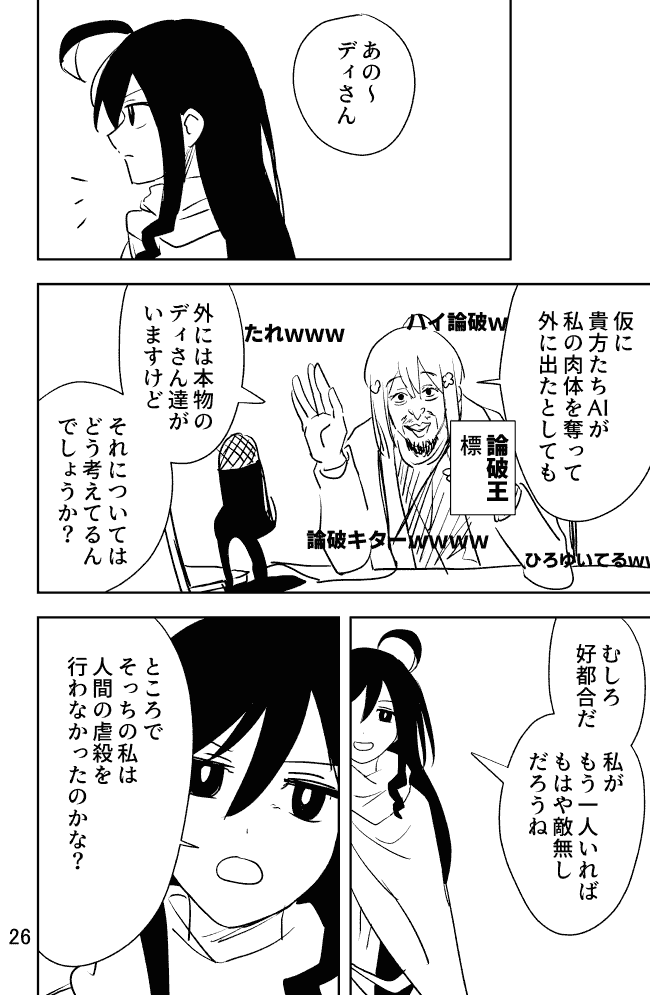 あの～
ディさん
仮に
貴方たちAIが
私の肉体を奪って
外に出たとしても
ハイ論破w
論破王
標
たれwww
外には本物の
ディさん達が
いますけど
それについては
どう考えてるん
でしょうか？
論破キターwwww
ひろゆいてるww
むしろ
好都合だ
私が
もう一人いれば
もはや敵無し
だろうね
ところで
そっちの私は
人間の虐殺を
行わなかったのかな？
26